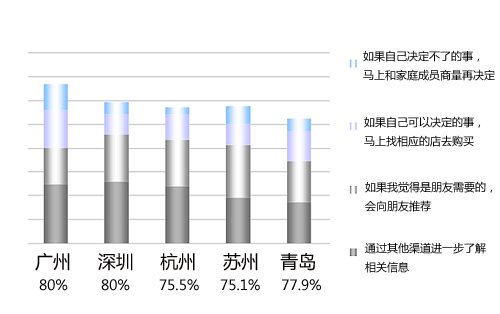 如果自己决定不了的事，
马上和家庭成员商量再决定
如果自己可以决定的事，
马上找相应的店去购买
如果我觉得是朋友需要的，
会向朋友推荐
通过其他渠道进一步了解
相关信息
广州 深圳 杭州 苏州 青岛
80% 80% 75.5% 75.1% 77.9%